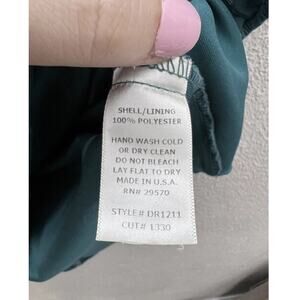 SHELL/LINING
100% POLYESTER
HAND WASH COLD
OR DRY CLEAN
DO NOT BLEACH
LAY FLAT TO DRY
MADE IN U.S.A.
RN# 29570
STYLE# DR1211
CUT# 1330